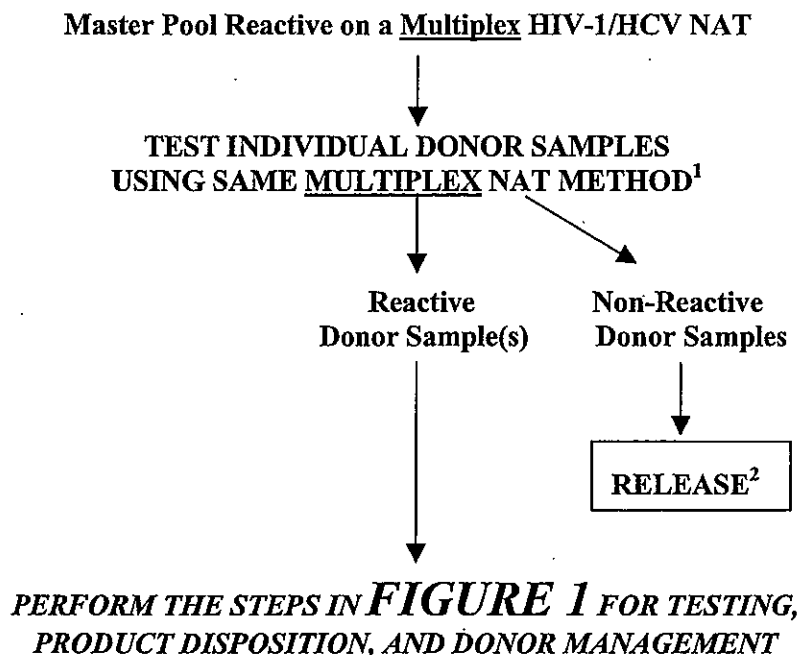 Master Pool Reactive on a Multiplex HIV-1/HCV NAT
TEST INDIVIDUAL DONOR SAMPLES
USING SAME MULTIPLEX NAT METHOD¹
Reactive
Donor Sample(s)
Non-Reactive
Donor Samples
RELEASE²
PERFORM THE STEPS IN FIGURE 1 FOR TESTING,
PRODUCT DISPOSITION, AND DONOR MANAGEMENT